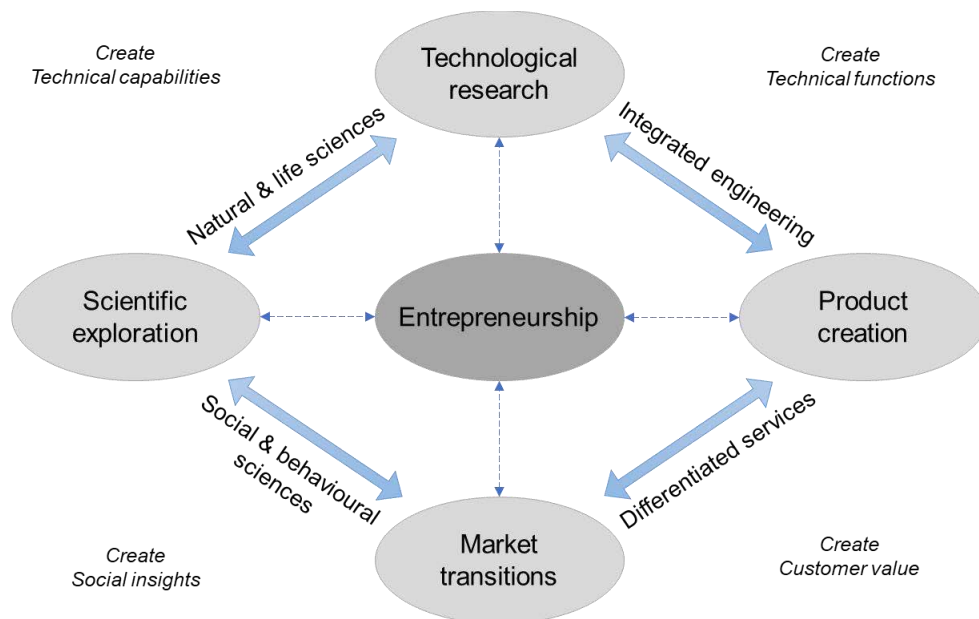 Create
Technical capabilities
Technological
research
Create
Technical functions
Natural & life sciences
Integrated engineering
Scientific
exploration
Entrepreneurship
Product
creation
Social & behavioural
sciences
Differentiated services
Market
transitions
Create
Social insights
Create
Customer value